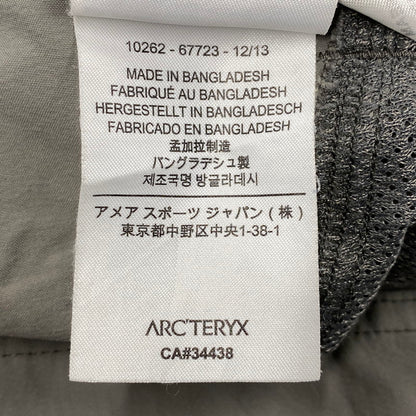 10262 - 67723 - 12/13
MADE IN BANGLADESH
FABRIQUÉ AU BANGLADESH
HERGESTELLT IN BANGLADESCH
FABRICADO EN BANGLADESH
孟加拉制造
バングラデシュ製
제조국명 방글라데시
アメア スポーツ ジャパン ( 株 )
東京都中野区中央1-38-1
ARC'TERYX
CA#34438